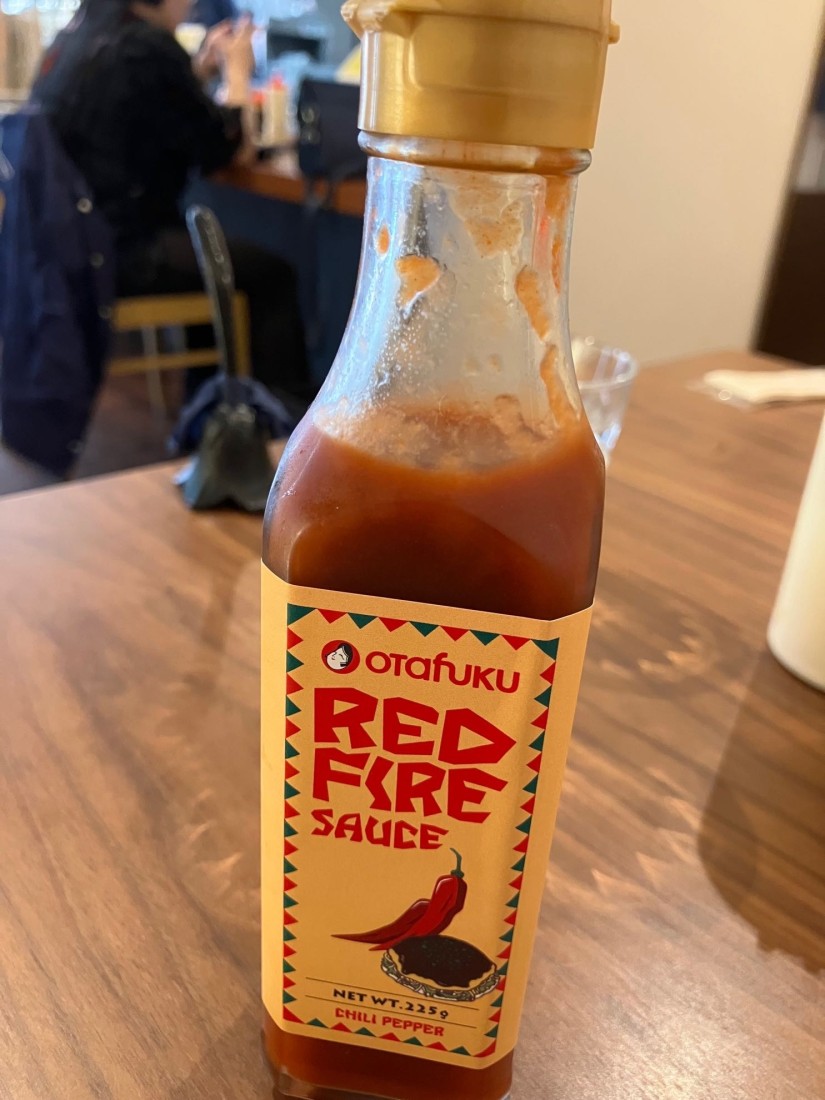 OTAFUKU
RED
FIRE
SAUCE
NET WT.225g
CHILI PEPPER